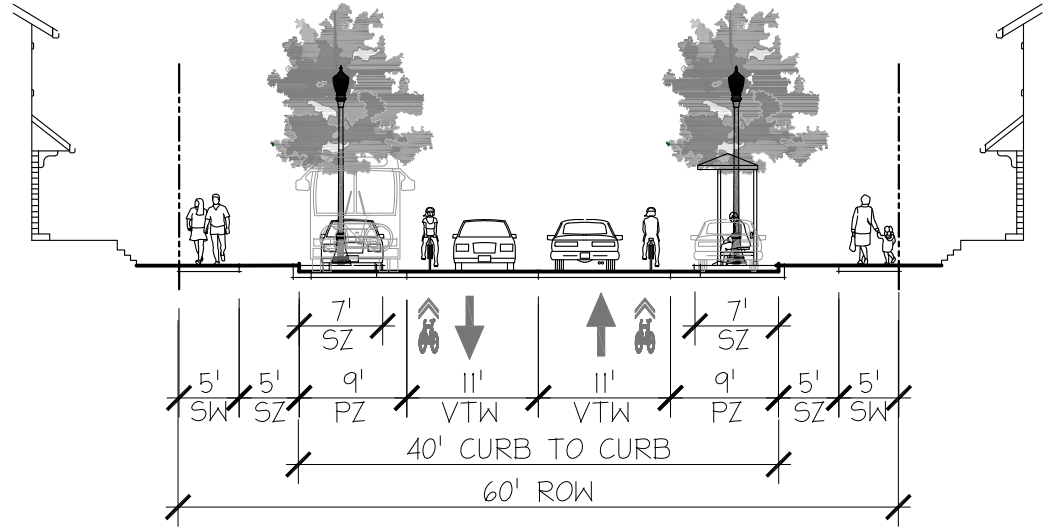 7'
SZ
7'
SZ
5'
SW
5'
SZ
9'
PZ
11'
VTW
11'
VTW
9'
PZ
5'
SZ
5'
SW
40' CURB TO CURB
60' ROW